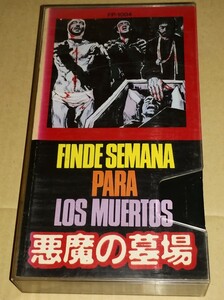 FINDE SEMANA
PARA
LOS MUERTOS
悪魔の墓場